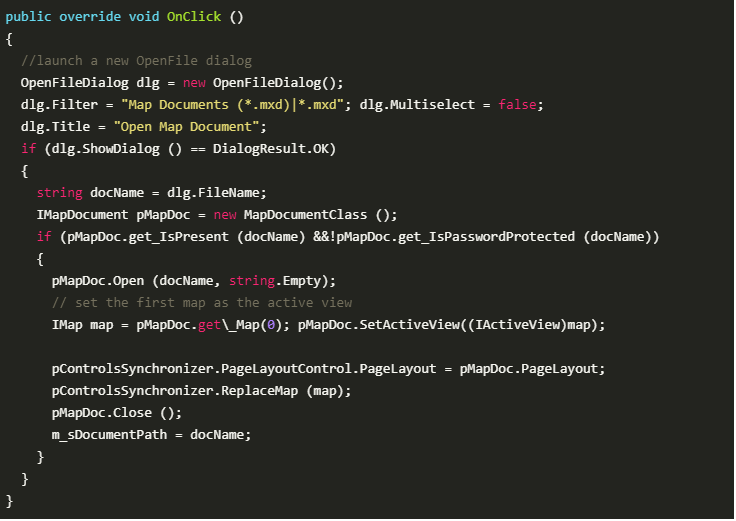 public override void OnClick ()
{
//launch a new OpenFile dialog
OpenFileDialog dlg = new OpenFileDialog();
dlg.Filter = "Map Documents (*.mxd)|*.mxd"; dlg.Multiselect = false;
dlg.Title = "Open Map Document";
if (dlg.ShowDialog () == DialogResult.OK)
{
string docName = dlg.FileName;
IMapDocument pMapDoc = new MapDocumentClass ();
if (pMapDoc.get_IsPresent (docName) &&!pMapDoc.get_IsPasswordProtected (docName))
{
pMapDoc.Open (docName, string.Empty);
// set the first map as the active view
IMap map = pMapDoc.get\_Map(0); pMapDoc.SetActiveView((IActiveView)map);
pControlsSynchronizer.PageLayoutControl.PageLayout = pMapDoc.PageLayout;
pControlsSynchronizer.ReplaceMap (map);
pMapDoc.Close ();
m_sDocumentPath = docName;
}
}
}